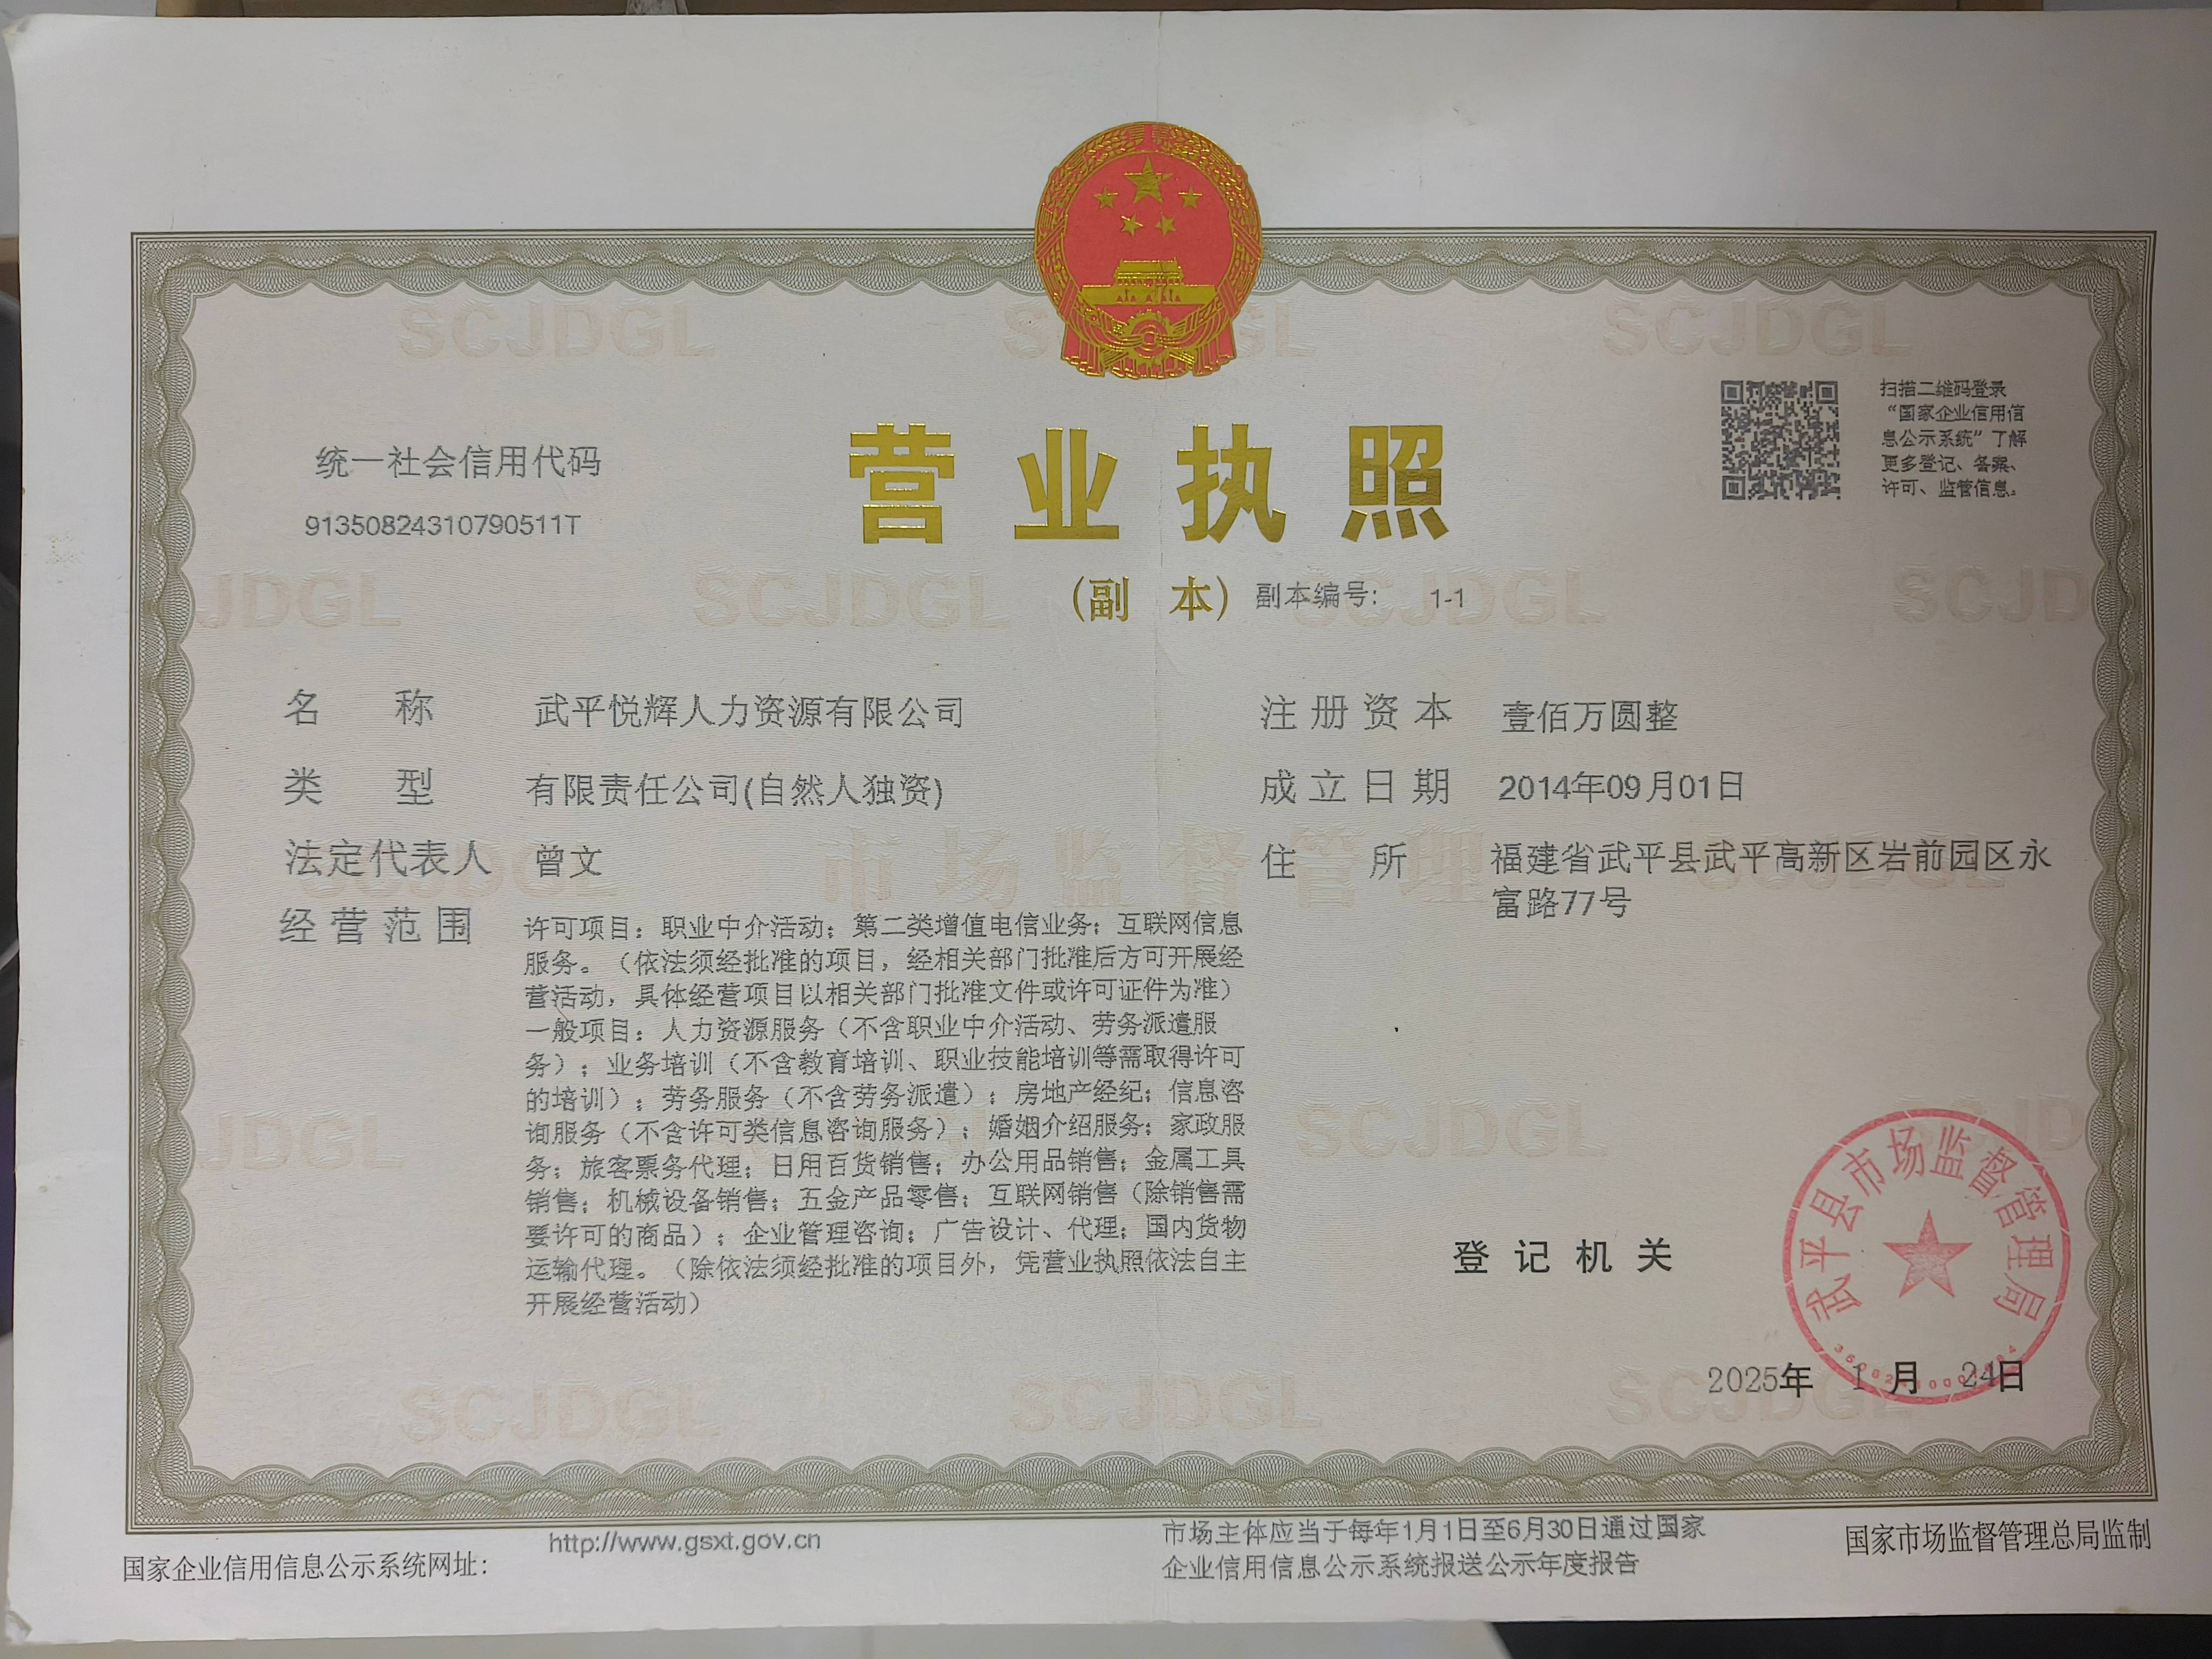 扫描二维码登录
“国家企业信用信
息公示系统”了解
更多登记、备案、
许可、监管信息。
统一社会信用代码
91350824310790511T
营业执照
(副 本) 副本编号: 1-1
名 称 武平悦辉人力资源有限公司
类 型 有限责任公司(自然人独资)
法定代表人 曾文
经营范围 许可项目：职业中介活动；第二类增值电信业务；互联网信息
服务。（依法须经批准的项目，经相关部门批准后方可开展经
营活动，具体经营项目以相关部门批准文件或许可证件为准）
一般项目：人力资源服务（不含职业中介活动、劳务派遣服
务）；业务培训（不含教育培训、职业技能培训等需取得许可
的培训）；劳务服务（不含劳务派遣）；房地产经纪；信息咨
询服务（不含许可类信息咨询服务）；婚姻介绍服务；家政服
务；旅客票务代理；日用百货销售；办公用品销售；金属工具
销售；机械设备销售；五金产品零售；互联网销售（除销售需
要许可的商品）；企业管理咨询；广告设计、代理；国内货物
运输代理。（除依法须经批准的项目外，凭营业执照依法自主
开展经营活动）
注册资本 壹佰万圆整
成立日期 2014年09月01日
住 所 福建省武平县武平高新区岩前园区永
富路77号
登记机关
武平县市场监督管理局
2025年 1 月 24日
国家企业信用信息公示系统网址: http://www.gsxt.gov.cn
市场主体应当于每年1月1日至6月30日通过国家
企业信用信息公示系统报送公示年度报告
国家市场监督管理总局监制
SCJDGL
市场监督管理